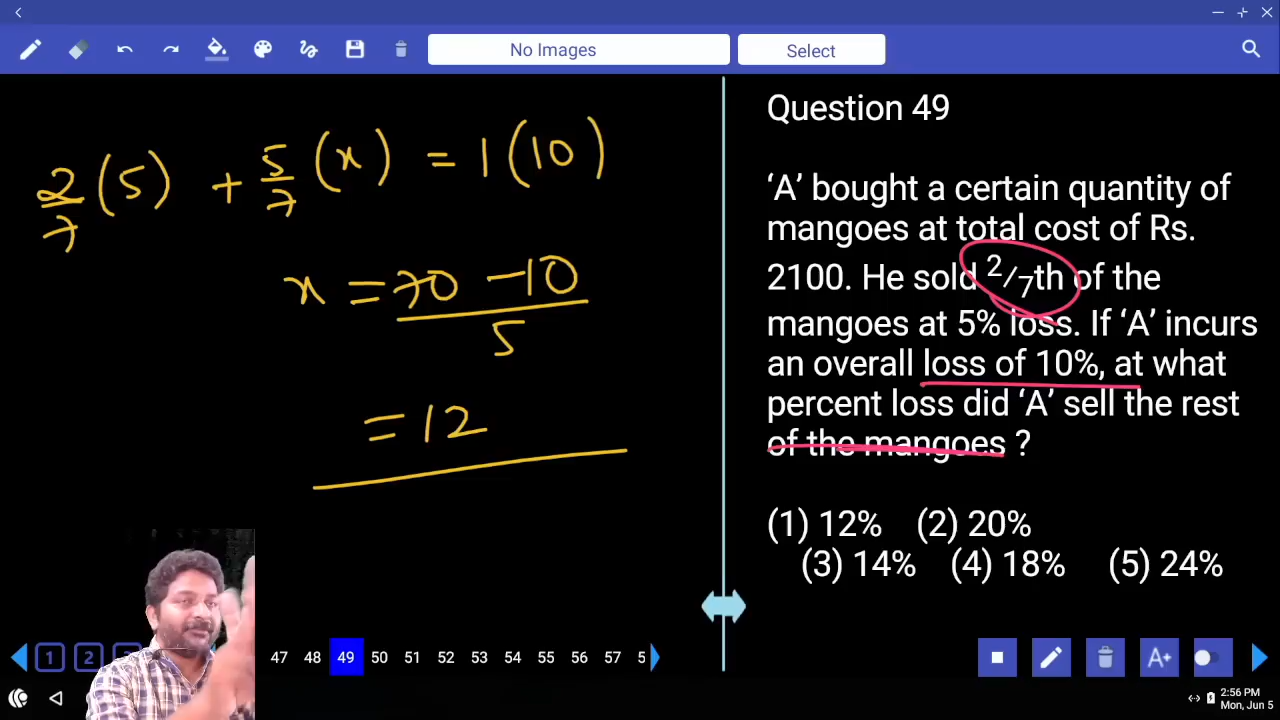 No Images
Select
2/7 (5) + 5/7 (x) = 1 (10)
x = 70 - 10
5
= 12
Question 49
‘A’ bought a certain quantity of
mangoes at total cost of Rs.
2100. He sold 2/7th of the
mangoes at 5% loss. If ‘A’ incurs
an overall loss of 10%, at what
percent loss did ‘A’ sell the rest
of the mangoes ?
(1) 12% (2) 20%
(3) 14% (4) 18% (5) 24%
1 2 47 48 49 50 51 52 53 54 55 56 57 5
A+
2:56 PM
Mon, Jun 5